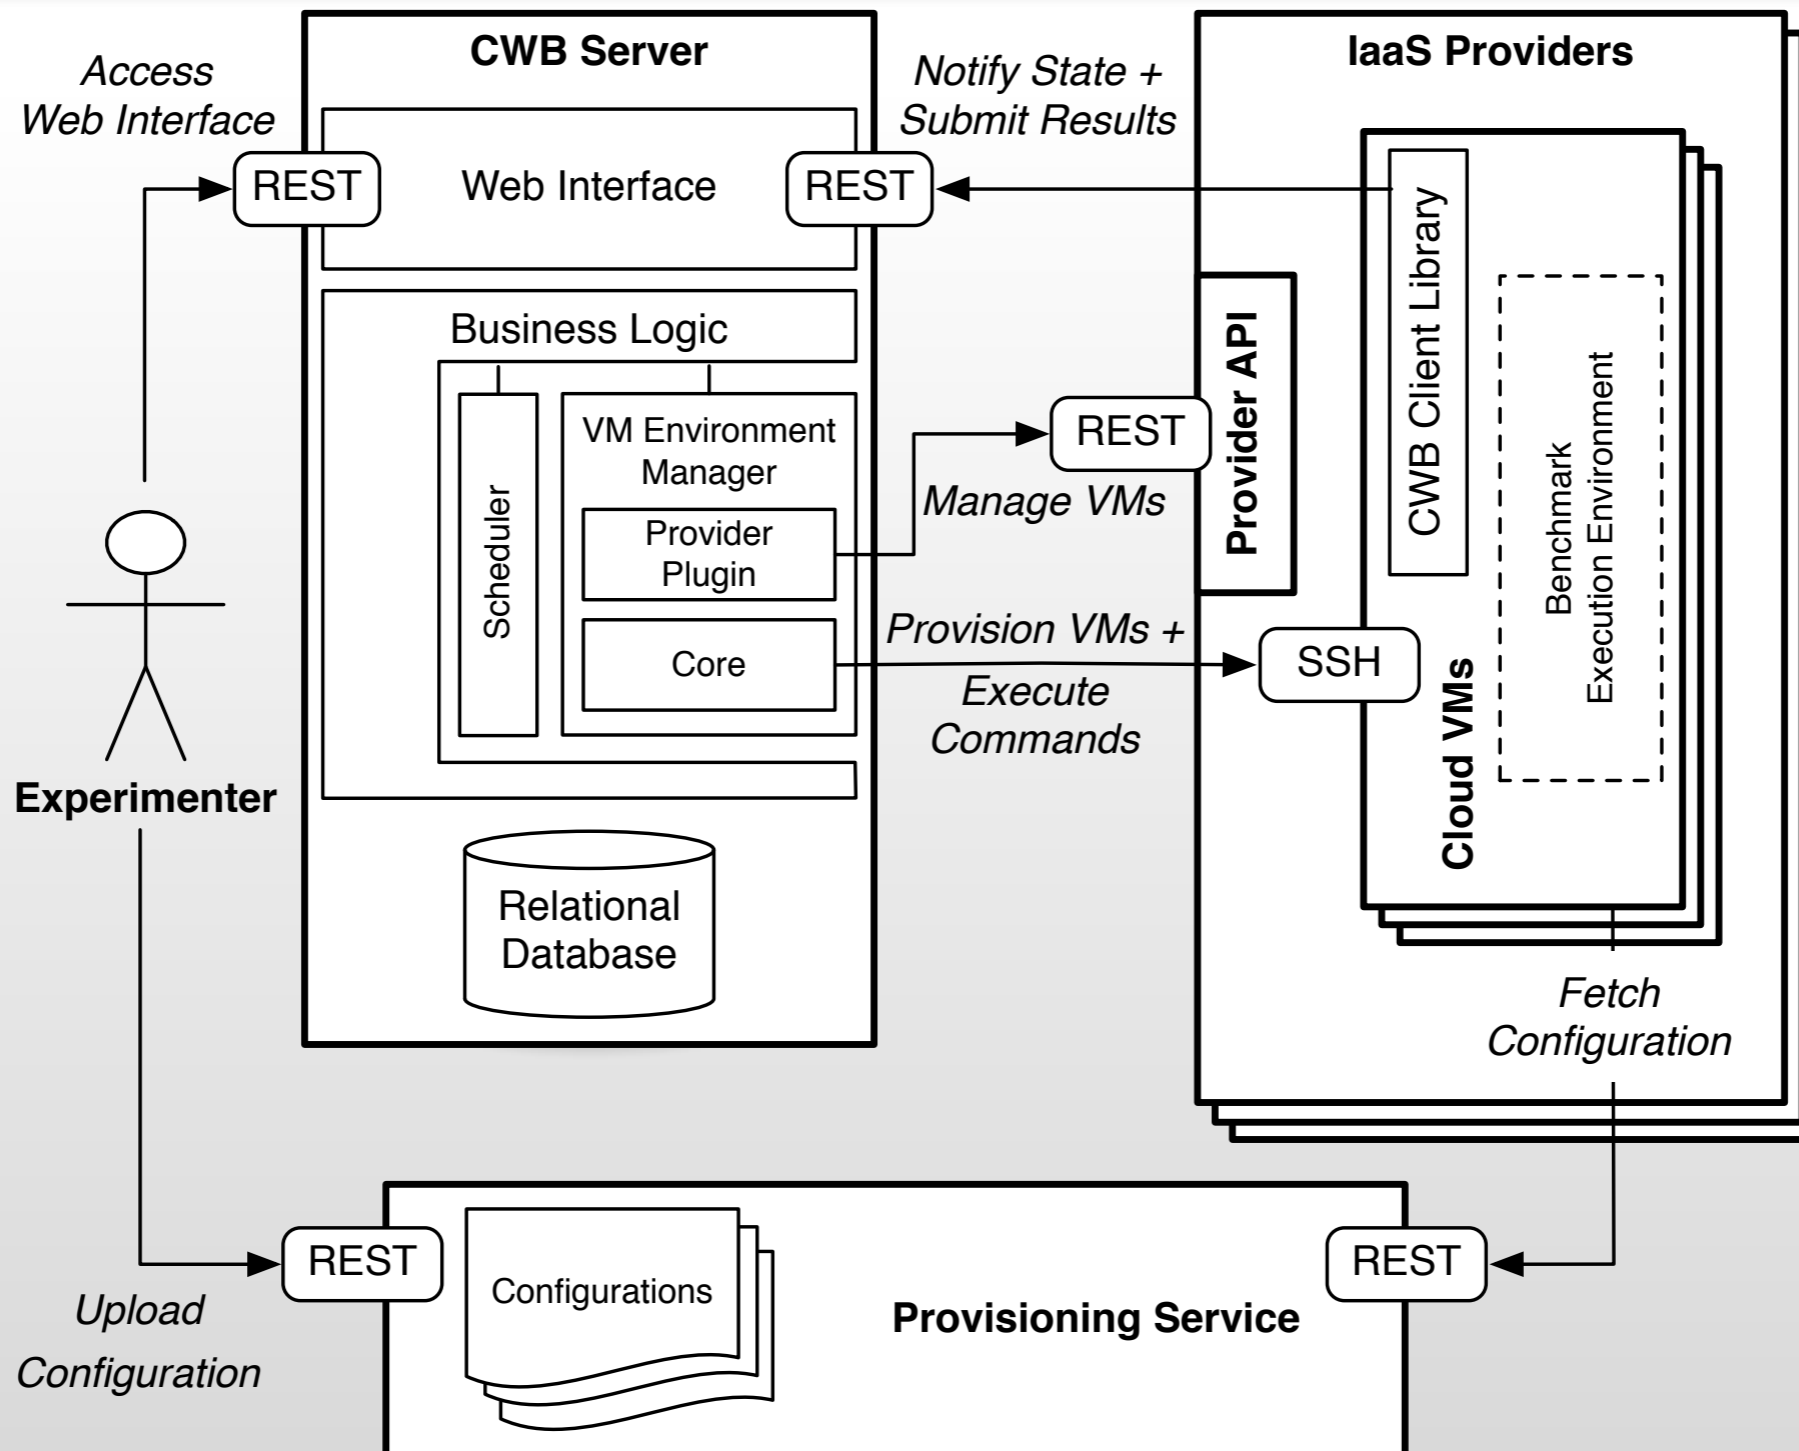 CWB Server
IaaS Providers
Access
Web Interface
Notify State +
Submit Results
REST
Web Interface
REST
CWB Client Library
Business Logic
Provider API
Benchmark
Execution Environment
Scheduler
VM Environment
Manager
REST
Manage VMs
Provider
Plugin
Provision VMs +
Core
SSH
Execute
Commands
Cloud VMs
Experimenter
Relational
Database
Fetch
Configuration
REST
Configurations
REST
Upload
Configuration
Provisioning Service